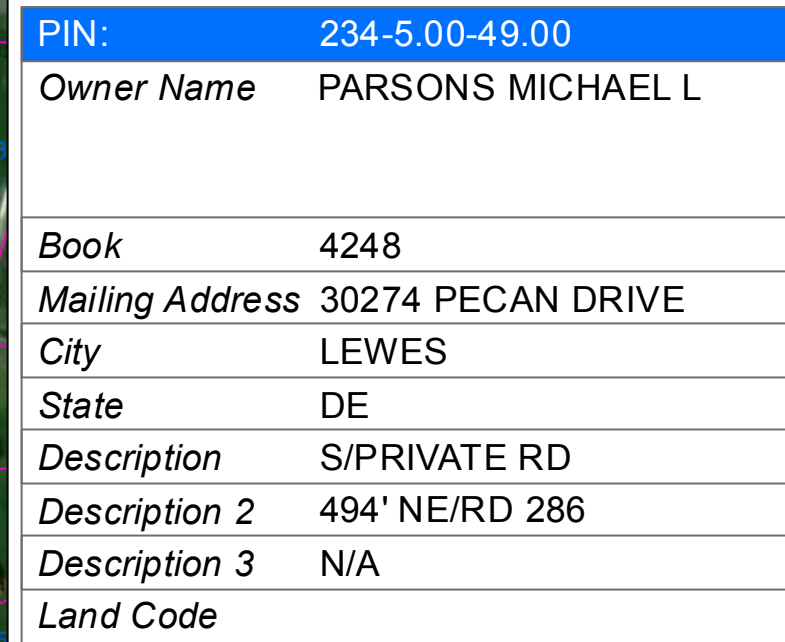 PIN: 234-5.00-49.00
Owner Name PARSONS MICHAEL L
Book 4248
Mailing Address 30274 PECAN DRIVE
City LEWES
State DE
Description S/PRIVATE RD
Description 2 494' NE/RD 286
Description 3 N/A
Land Code